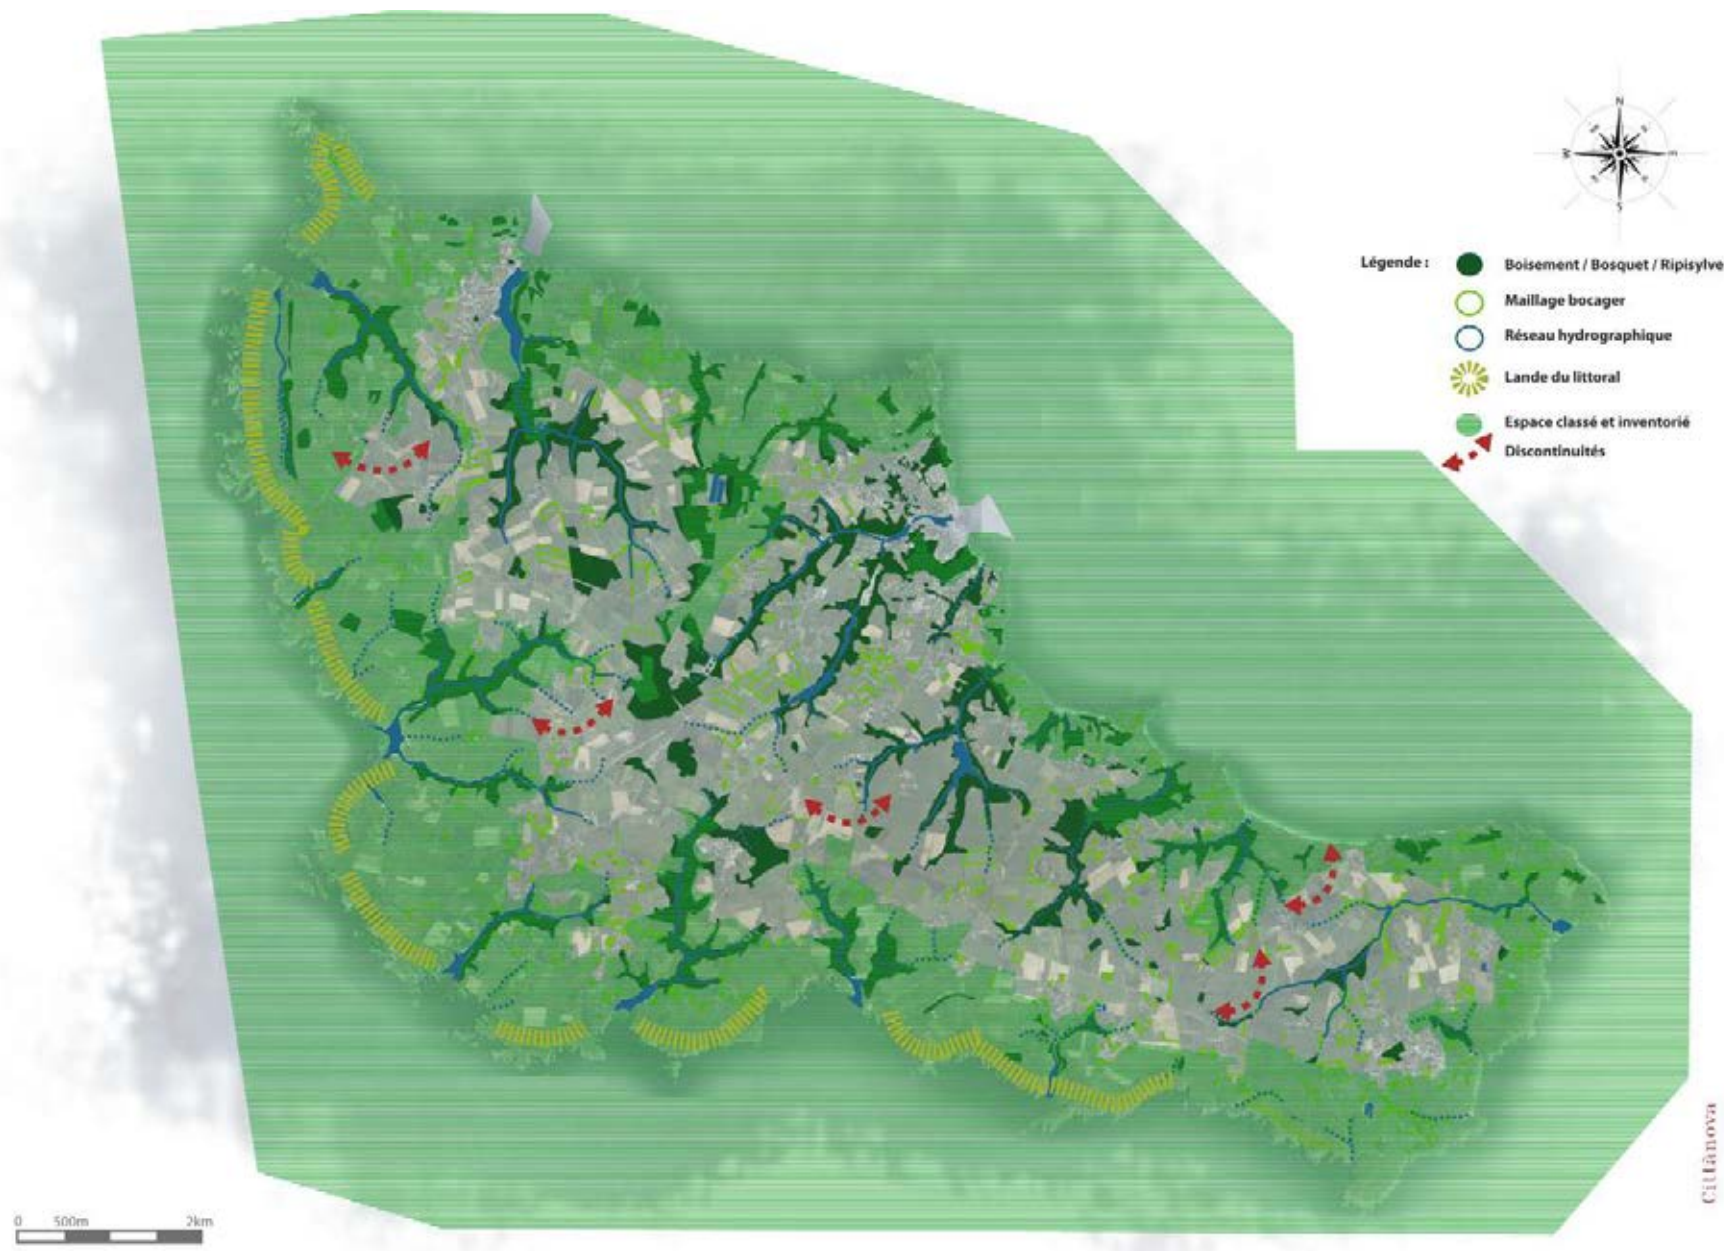 N
W
E
S
Légende :
Boisement / Bosquet / Ripisylve
Maillage bocager
Réseau hydrographique
Lande du littoral
Espace classé et inventorié
Discontinuités
Cittànova
0 500m 2km